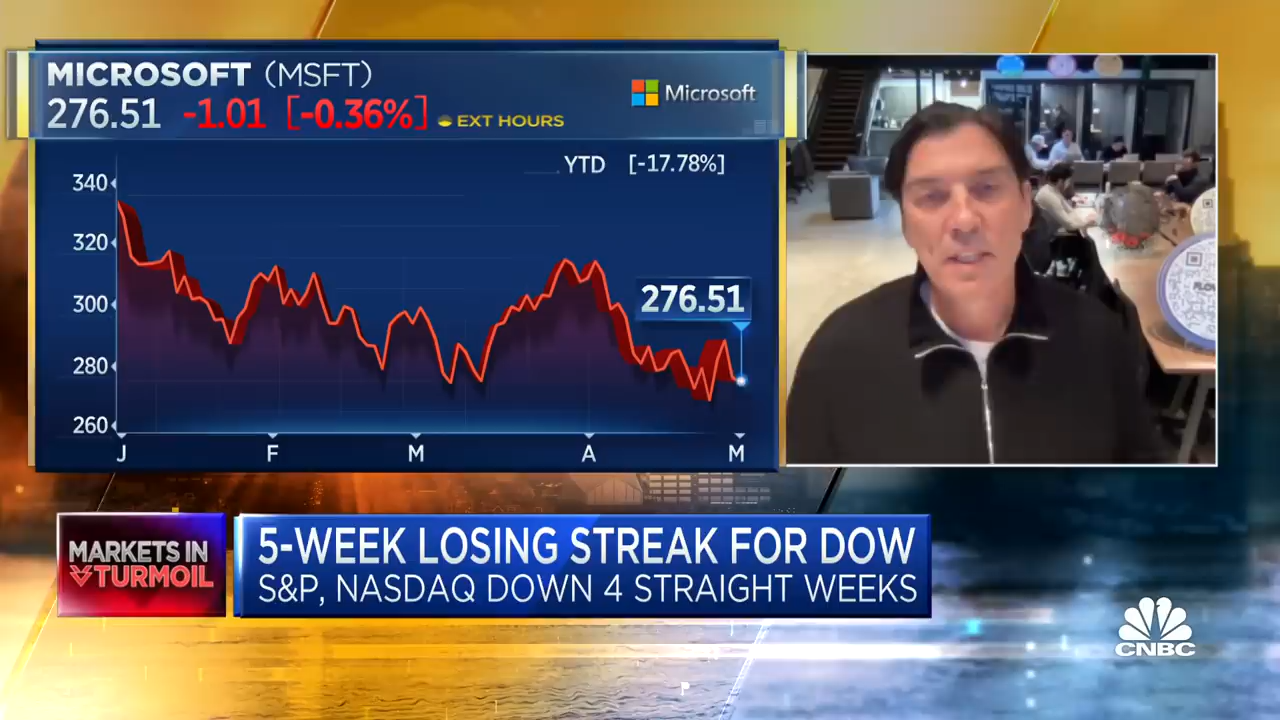 MICROSOFT (MSFT)
276.51 -1.01 [-0.36%] EXT HOURS
Microsoft
YTD [-17.78%]
340
320
300
280
260
276.51
J F M A M
MARKETS IN
TURMOIL
5-WEEK LOSING STREAK FOR DOW
S&P, NASDAQ DOWN 4 STRAIGHT WEEKS
CNBC
P